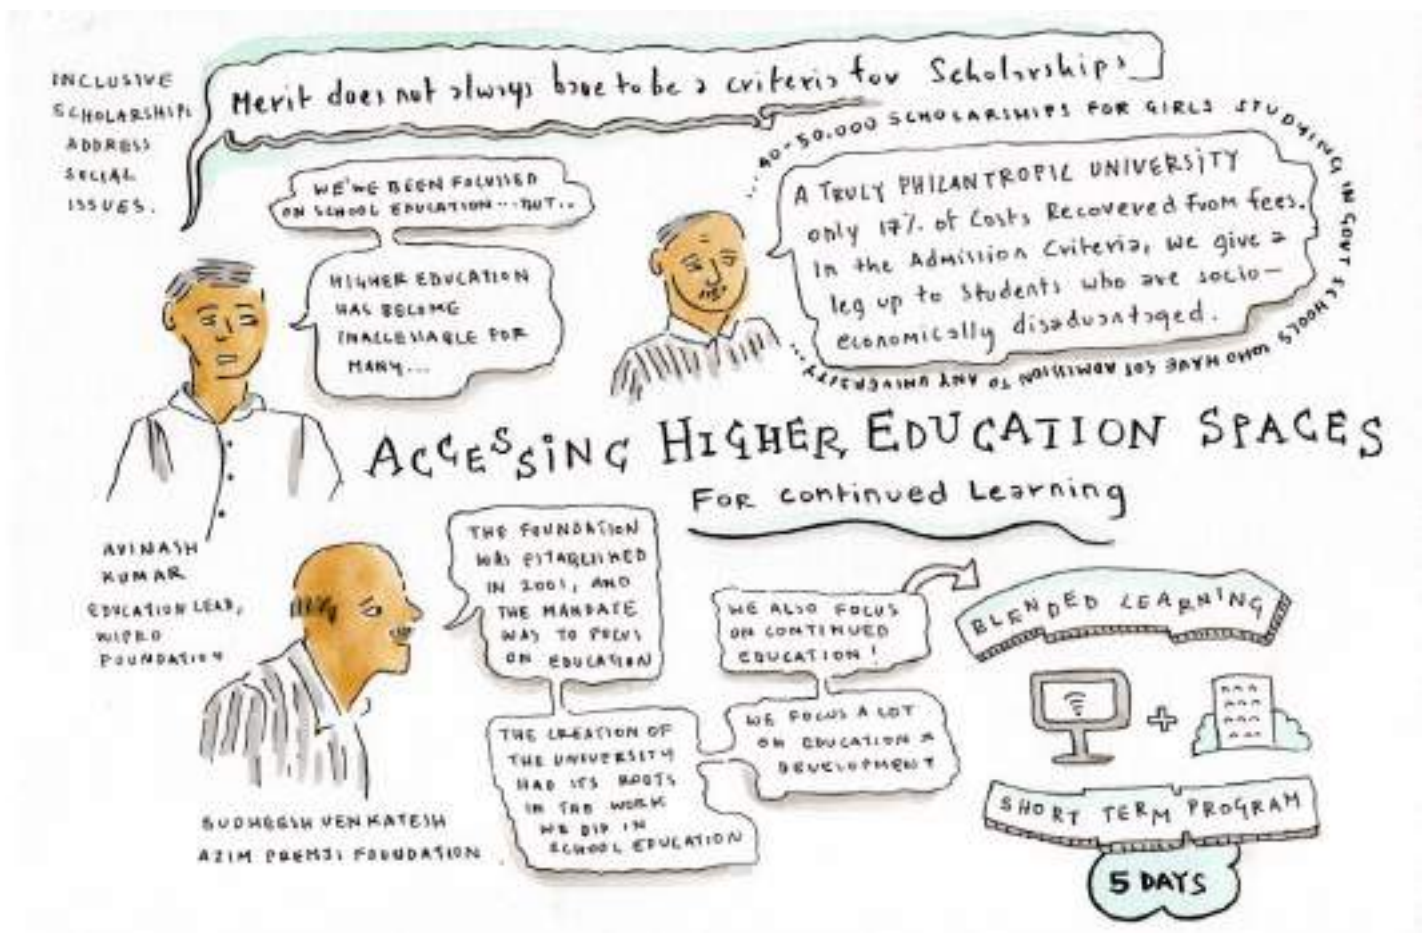 INCLUSIVE
SCHOLARSHIPS
ADDRESS
SOCIAL
ISSUES.
Merit does not always have to be a criteria for Scholarships
WE'VE BEEN FOCUSSED
ON SCHOOL EDUCATION... BUT..
HIGHER EDUCATION
HAS BECOME
INACCESSIABLE FOR
MANY...
...40-50,000 SCHOLARSHIPS FOR GIRLS STUDYING IN GOVT SCHOOLS WHO HAVE GOT ADMISSION TO ANY UNIVERSITY...
A TRULY PHILANTROPIC UNIVERSITY
only 17% of Costs Recovered From fees.
In the Admission Criteria, we give a
leg up to Students who are socio-
economically disadvantaged.
ACCESSING HIGHER EDUCATION SPACES
FOR continued Learning
AVINASH
KUMAR
EDUCATION LEAD,
WIPRO
FOUNDATION
THE FOUNDATION
WAS ESTABLISHED
IN 2001, AND
THE MANDATE
WAS TO FOCUS
ON EDUCATION
THE CREATION OF
THE UNIVERSITY
HAD ITS ROOTS
IN THE WORK
WE DID IN
SCHOOL EDUCATION
WE FOCUS A LOT
ON EDUCATION &
DEVELOPMENT
WE ALSO FOCUS
ON CONTINUED
EDUCATION!
BLENDED LEARNING
+
SHORT TERM PROGRAM
5 DAYS
SUDHEESH VENKATESH
AZIM PREMJI FOUNDATION